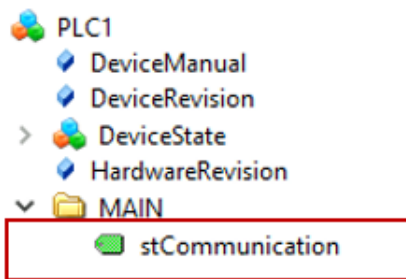 PLC1
DeviceManual
DeviceRevision
DeviceState
HardwareRevision
MAIN
stCommunication